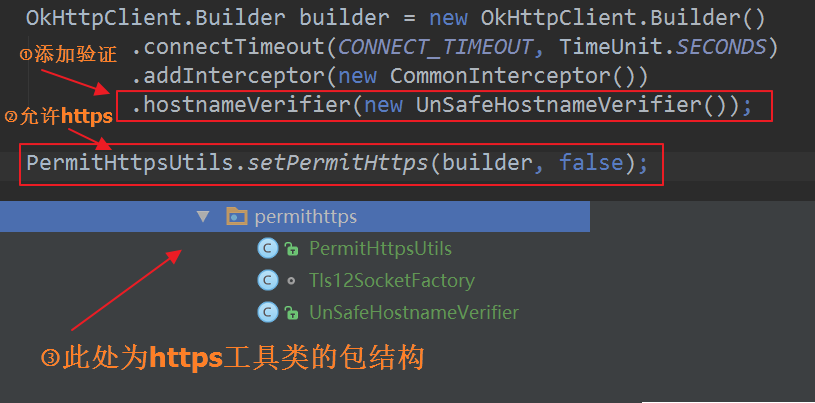 OkHttpClient.Builder builder = new OkHttpClient.Builder()
①添加验证 .connectTimeout(CONNECT_TIMEOUT, TimeUnit.SECONDS)
.addInterceptor(new CommonInterceptor())
②允许https .hostnameVerifier(new UnSafeHostnameVerifier());
PermitHttpsUtils.setPermitHttps(builder, false);
permithttps
C PermitHttpsUtils
C Tls12SocketFactory
C UnSafeHostnameVerifier
③此处为https工具类的包结构